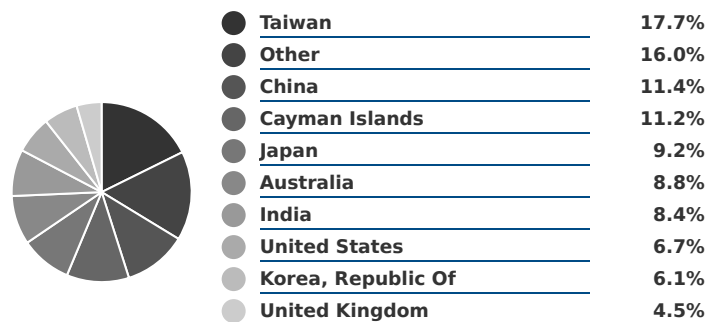 Taiwan 17.7%
Other 16.0%
China 11.4%
Cayman Islands 11.2%
Japan 9.2%
Australia 8.8%
India 8.4%
United States 6.7%
Korea, Republic Of 6.1%
United Kingdom 4.5%